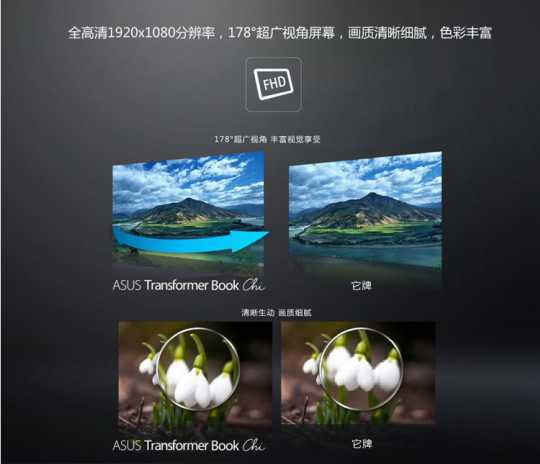 全高清1920x1080分辨率，178°超广视角屏幕，画质清晰细腻，色彩丰富
FHD
178°超广视角 丰富视觉享受
ASUS Transformer Book Chi
它牌
清晰生动 画质细腻
ASUS Transformer Book Chi
它牌